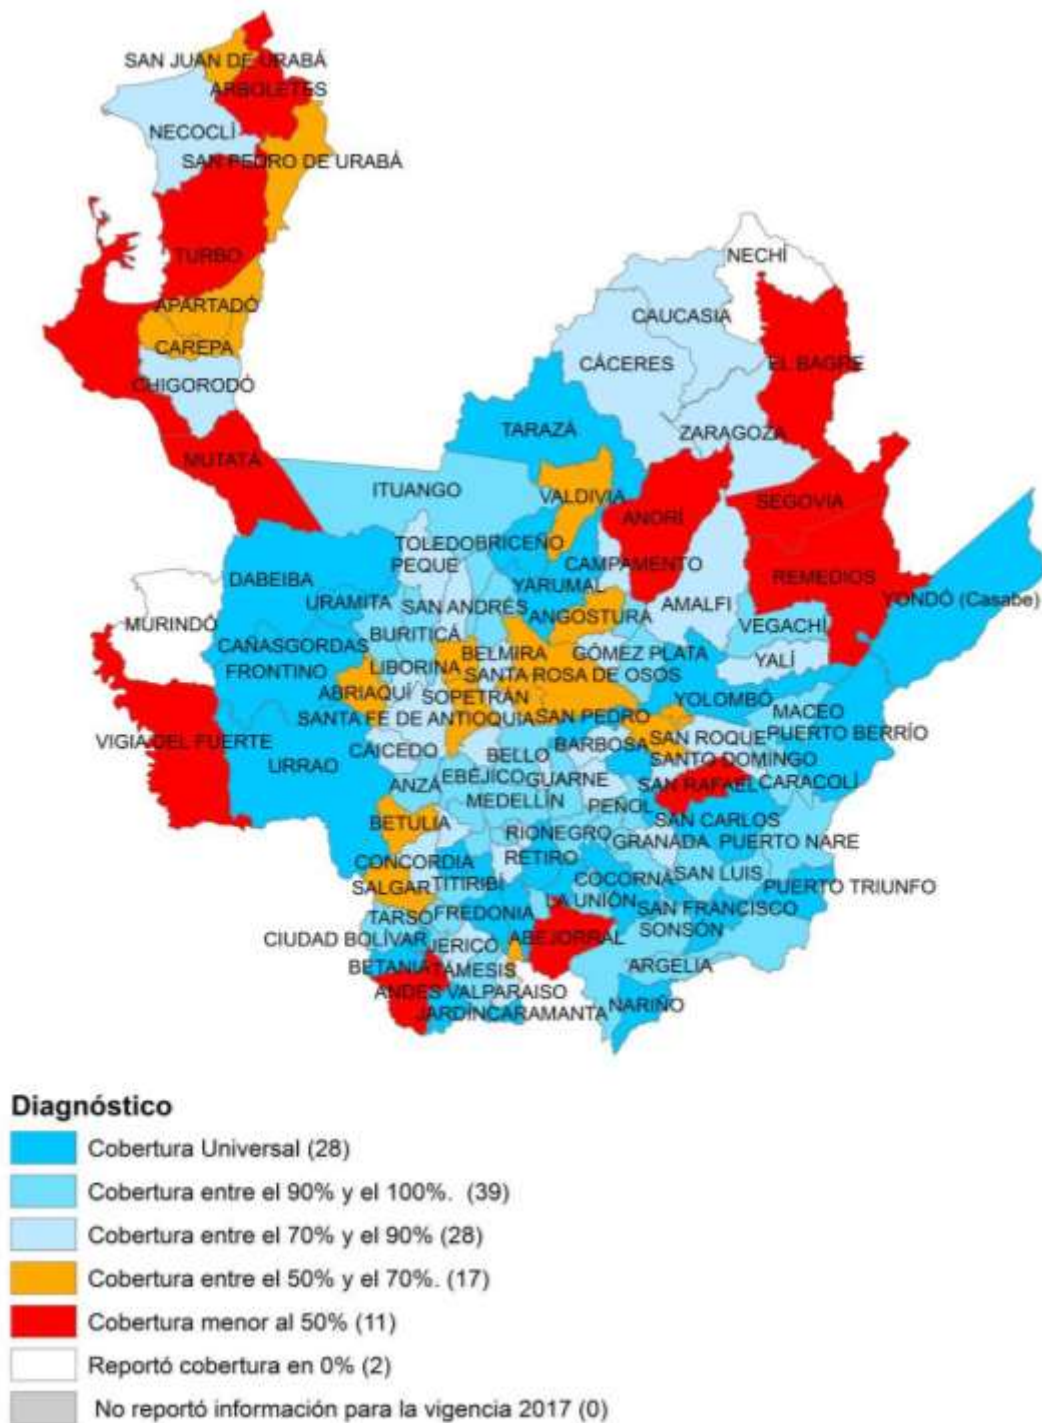 SAN JUAN DE URABÁ
ARBOLETES
NECOCLÍ
SAN PEDRO DE URABÁ
TURBO
NECHÍ
APARTADÓ
CAUCASIA
CAREPA
CÁCERES
EL BAGRE
CHIGORODÓ
TARAZÁ
ZARAGOZA
MUTATÁ
ITUANGO
VALDIVIA
SEGOVIA
ANORÍ
TOLEDO
BRICEÑO
PEQUE
CAMPAMENTO
DABEIBA
REMEDIOS
YARUMAL
URAMITA
SAN ANDRÉS
AMALFI
YONDÓ (Casabe)
ANGOSTURA
MURINDÓ
BURITICÁ
VEGACHÍ
CAÑASGORDAS
BELMIRA
GÓMEZ PLATA
YALÍ
FRONTINO
LIBORINA
SANTA ROSA DE OSOS
ABRIAQUÍ
SOPETRÁN
YOLOMBÓ
MACEO
SANTA FE DE ANTIOQUIA
SAN PEDRO
PUERTO BERRÍO
VIGIA DEL FUERTE
SAN ROQUE
CAICEDO
BELLO
BARBOSA
SANTO DOMINGO
URRAO
EBÉJICO
GUARNE
SAN RAFAEL
CARACOLÍ
ANZÁ
MEDELLÍN
PEÑOL
BETULIA
SAN CARLOS
RIONEGRO
GRANADA
PUERTO NARE
CONCORDIA
RETIRO
COCORNÁ
SAN LUIS
SALGAR
TITIRIBÍ
PUERTO TRIUNFO
LA UNIÓN
TARSO
FREDONIA
SAN FRANCISCO
SONSÓN
CIUDAD BOLÍVAR
JERICÓ
ABEJORRAL
BETANIA
TÁMESIS
ARGELIA
ANDES
VALPARAISO
JARDÍN
CARAMANTA
NARIÑO
Diagnóstico
Cobertura Universal (28)
Cobertura entre el 90% y el 100%. (39)
Cobertura entre el 70% y el 90% (28)
Cobertura entre el 50% y el 70%. (17)
Cobertura menor al 50% (11)
Reportó cobertura en 0% (2)
No reportó información para la vigencia 2017 (0)